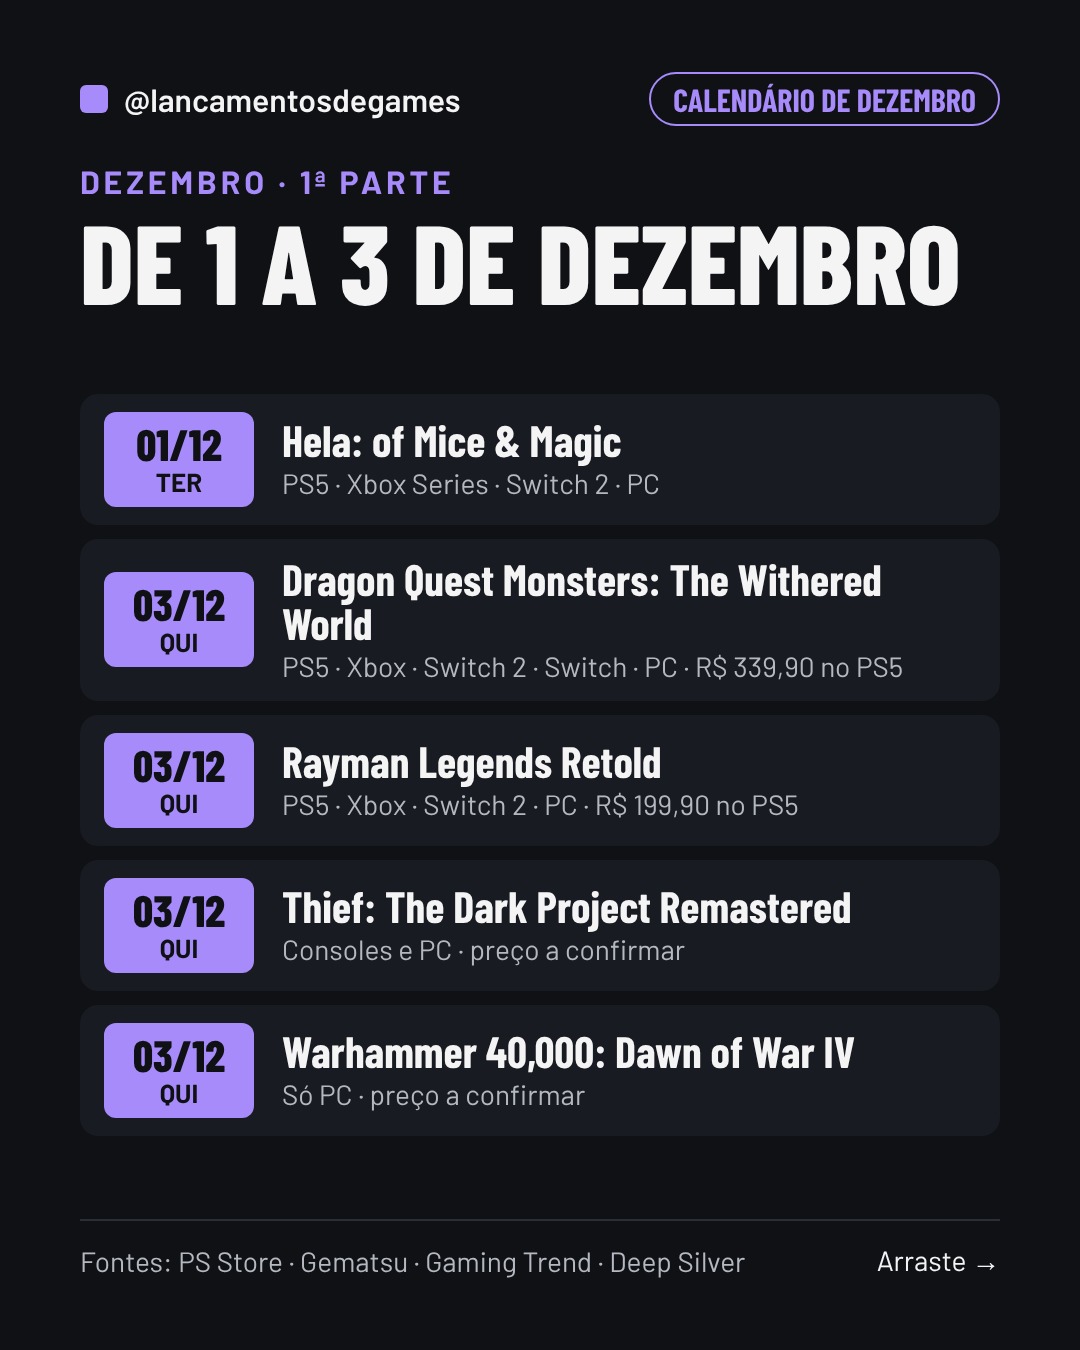 @lancamentosdegames
CALENDÁRIO DE DEZEMBRO
DEZEMBRO · 1ª PARTE
DE 1 A 3 DE DEZEMBRO
01/12
TER
Hela: of Mice & Magic
PS5 · Xbox Series · Switch 2 · PC
03/12
QUI
Dragon Quest Monsters: The Withered
World
PS5 · Xbox · Switch 2 · Switch · PC · R$ 339,90 no PS5
03/12
QUI
Rayman Legends Retold
PS5 · Xbox · Switch 2 · PC · R$ 199,90 no PS5
03/12
QUI
Thief: The Dark Project Remastered
Consoles e PC · preço a confirmar
03/12
QUI
Warhammer 40,000: Dawn of War IV
Só PC · preço a confirmar
Fontes: PS Store · Gematsu · Gaming Trend · Deep Silver
Arraste →